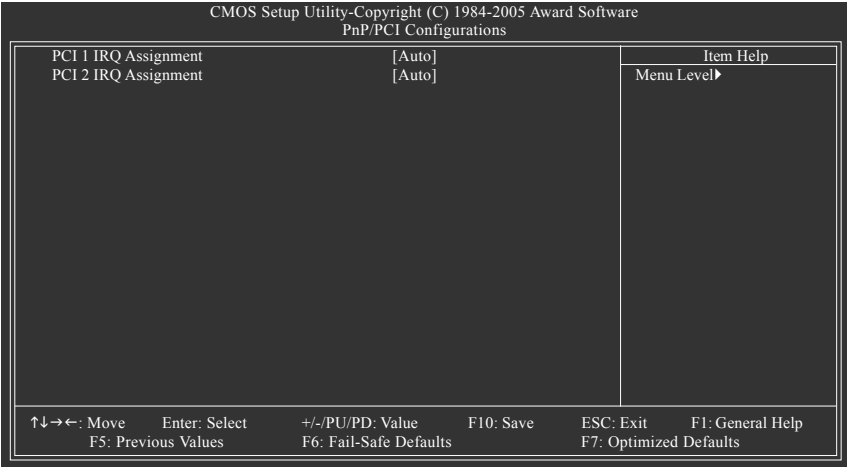 CMOS Setup Utility-Copyright (C) 1984-2005 Award Software
PnP/PCI Configurations
PCI 1 IRQ Assignment [Auto]
PCI 2 IRQ Assignment [Auto]
Item Help
Menu Level▶
↑↓→←: Move Enter: Select +/-/PU/PD: Value F10: Save ESC: Exit F1: General Help
F5: Previous Values F6: Fail-Safe Defaults F7: Optimized Defaults